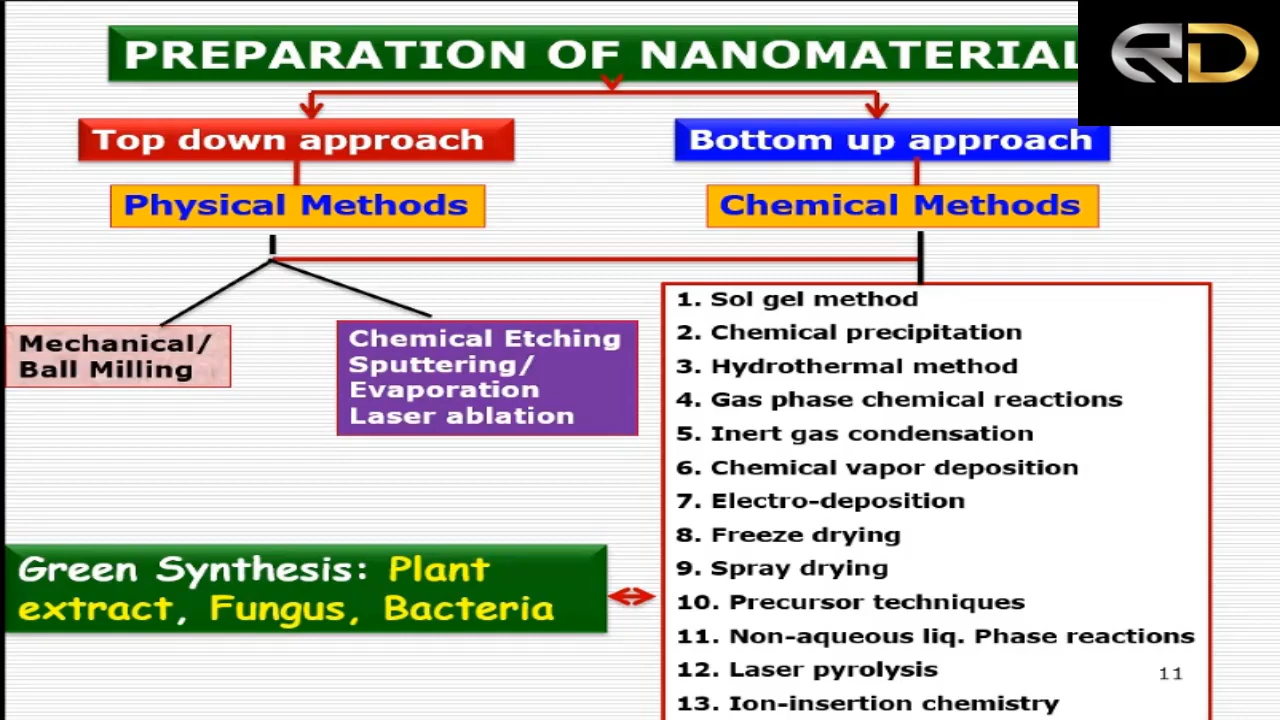 PREPARATION OF NANOMATERIAL
RD
Top down approach
Bottom up approach
Physical Methods
Chemical Methods
Mechanical/
Ball Milling
Chemical Etching
Sputtering/
Evaporation
Laser ablation
1. Sol gel method
2. Chemical precipitation
3. Hydrothermal method
4. Gas phase chemical reactions
5. Inert gas condensation
6. Chemical vapor deposition
7. Electro-deposition
8. Freeze drying
9. Spray drying
10. Precursor techniques
11. Non-aqueous liq. Phase reactions
12. Laser pyrolysis
13. Ion-insertion chemistry
Green Synthesis: Plant
extract, Fungus, Bacteria
11